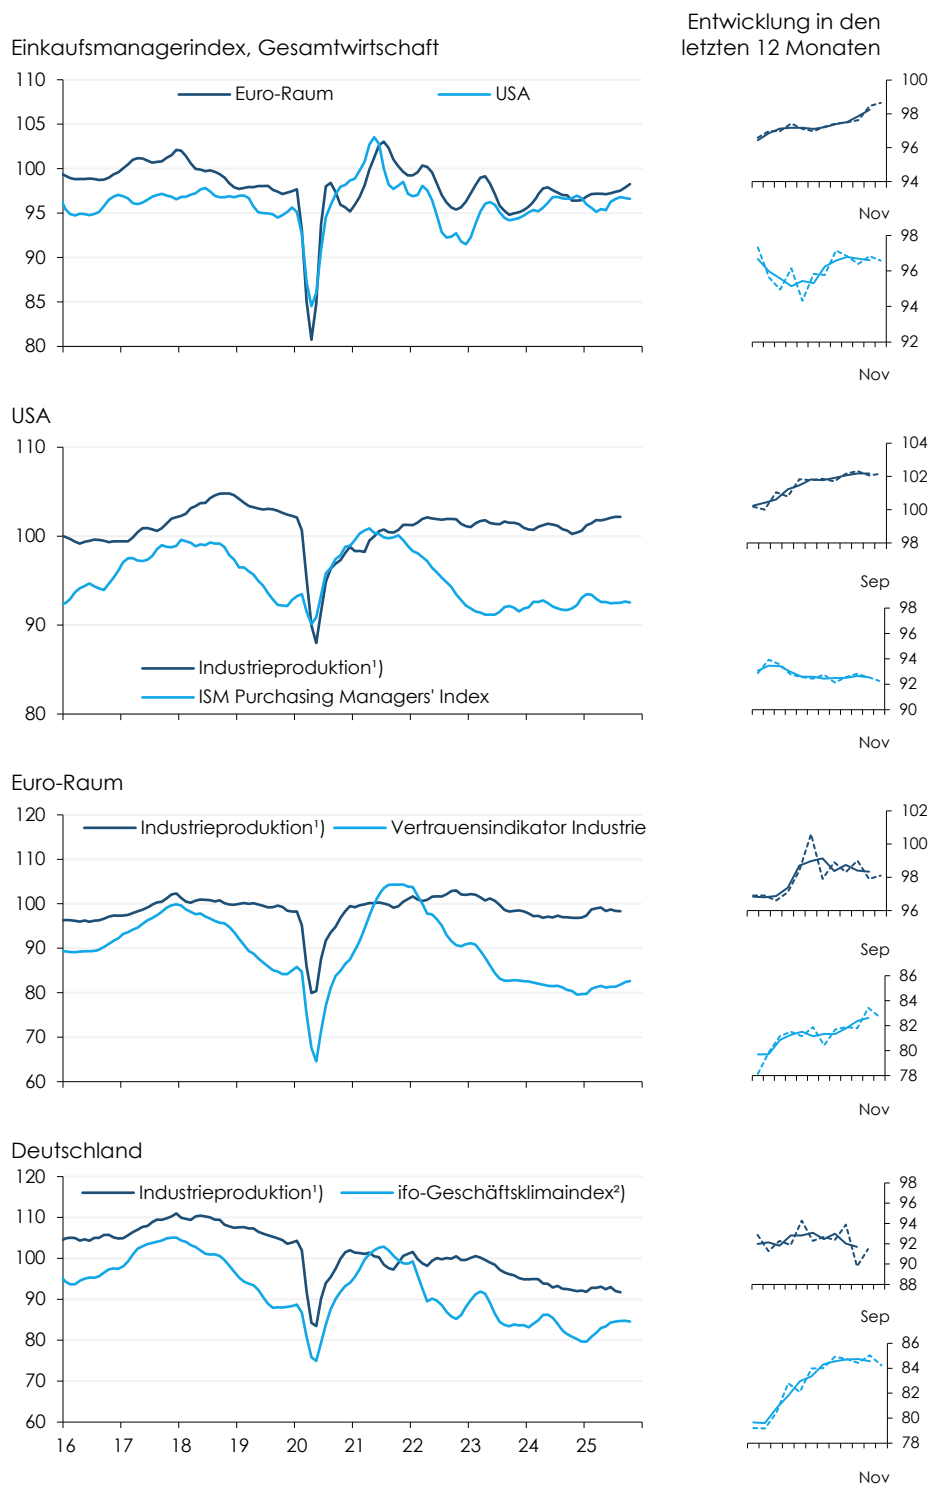 Entwicklung in den
letzten 12 Monaten
Einkaufsmanagerindex, Gesamtwirtschaft
110
105
100
95
90
85
80
Euro-Raum
USA
100
98
96
94
Nov
98
96
94
92
Nov
USA
110
100
90
80
Industrieproduktion¹)
ISM Purchasing Managers' Index
104
102
100
98
Sep
98
96
94
92
90
Nov
Euro-Raum
120
110
100
90
80
70
60
Industrieproduktion¹)
Vertrauensindikator Industrie
102
100
98
96
Sep
86
84
82
80
78
Nov
Deutschland
120
110
100
90
80
70
60
Industrieproduktion¹)
ifo-Geschäftsklimaindex²)
16 17 18 19 20 21 22 23 24 25
98
96
94
92
90
88
Sep
86
84
82
80
78
Nov